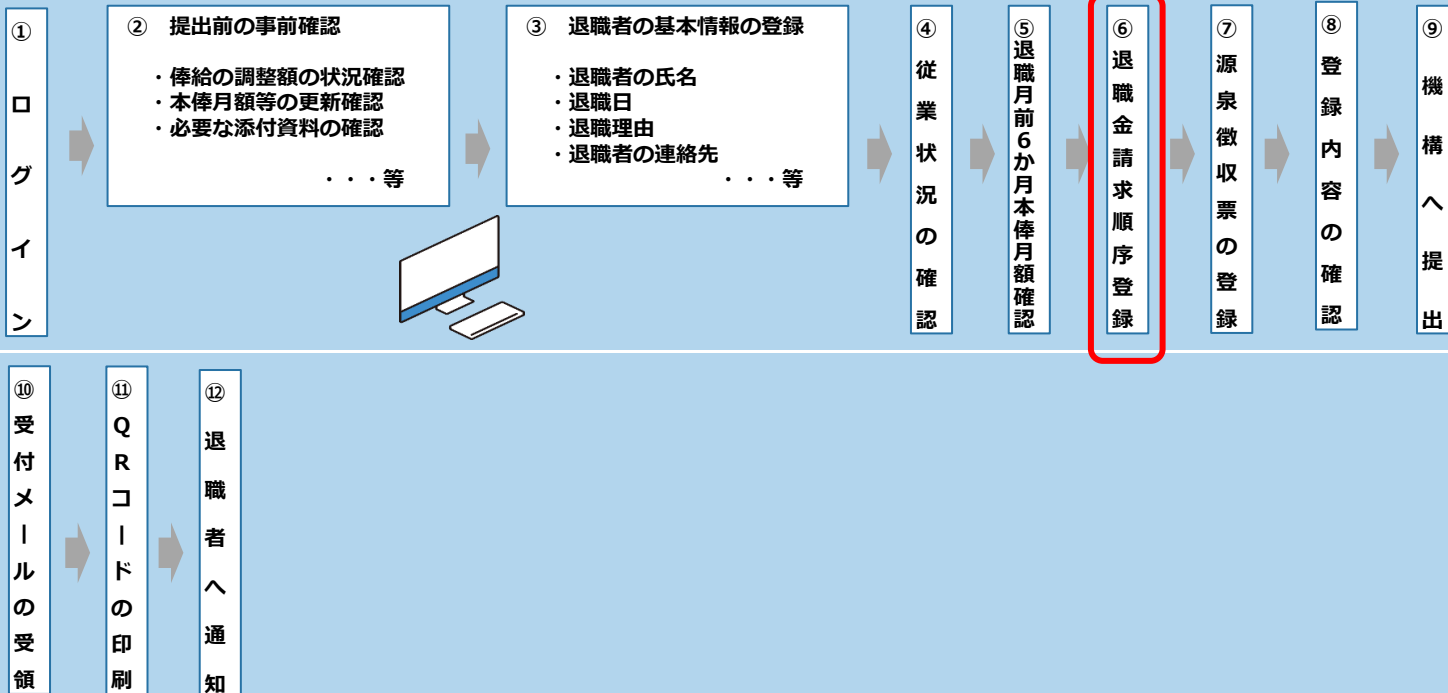 ① ログイン
② 提出前の事前確認
・俸給の調整額の状況確認
・本俸月額等の更新確認
・必要な添付資料の確認
・・・等
③ 退職者の基本情報の登録
・退職者の氏名
・退職日
・退職理由
・退職者の連絡先
・・・等
④ 従業状況の確認
⑤ 退職月前6か月本俸月額確認
⑥ 退職金請求順序登録
⑦ 源泉徴収票の登録
⑧ 登録内容の確認
⑨ 機構へ提出
⑩ 受付メールの受領
⑪ QRコードの印刷
⑫ 退職者へ通知